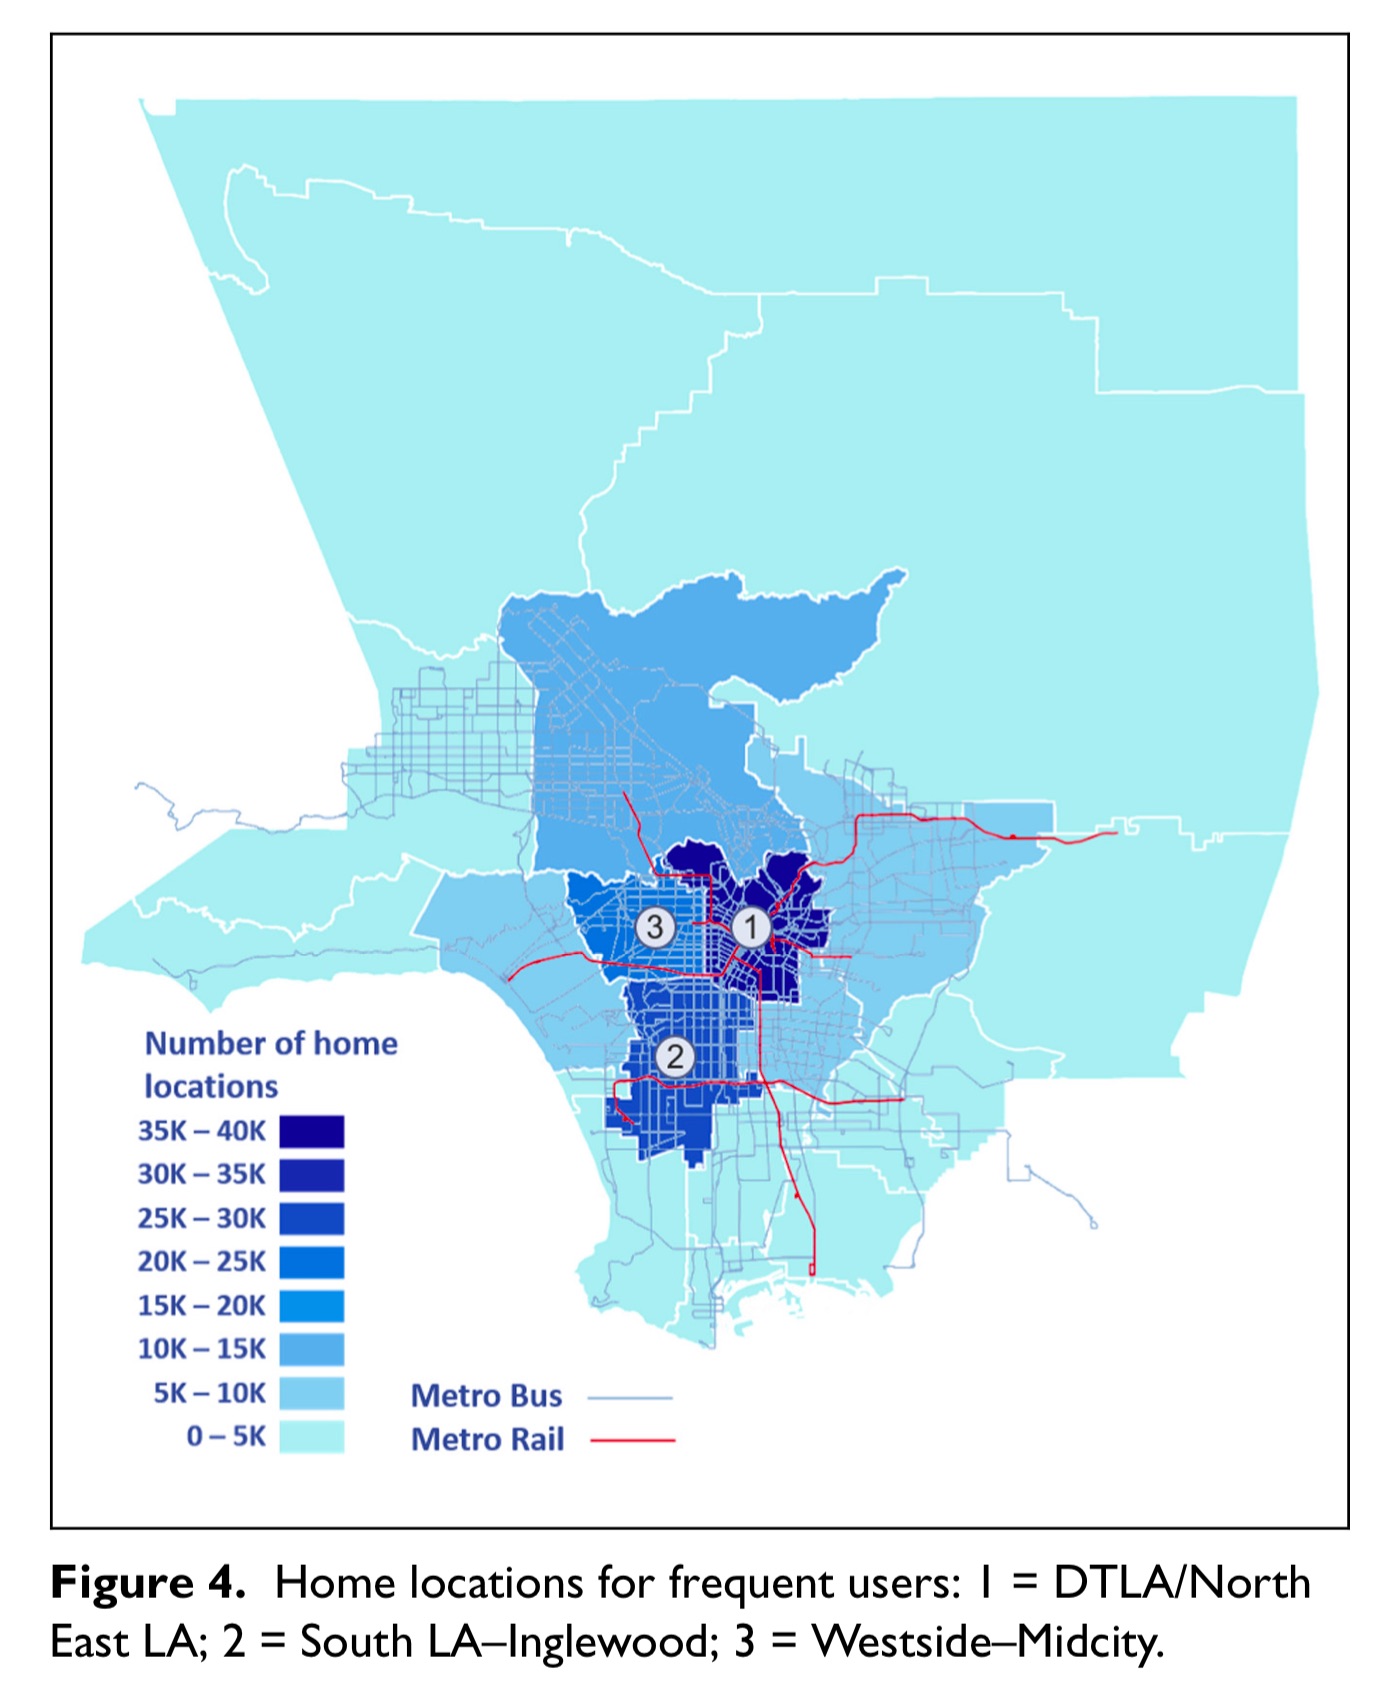 3
1
2
Number of home
locations
35K – 40K
30K – 35K
25K – 30K
20K – 25K
15K – 20K
10K – 15K
5K – 10K
0 – 5K
Metro Bus
Metro Rail
Figure 4. Home locations for frequent users: 1 = DTLA/North
East LA; 2 = South LA–Inglewood; 3 = Westside–Midcity.